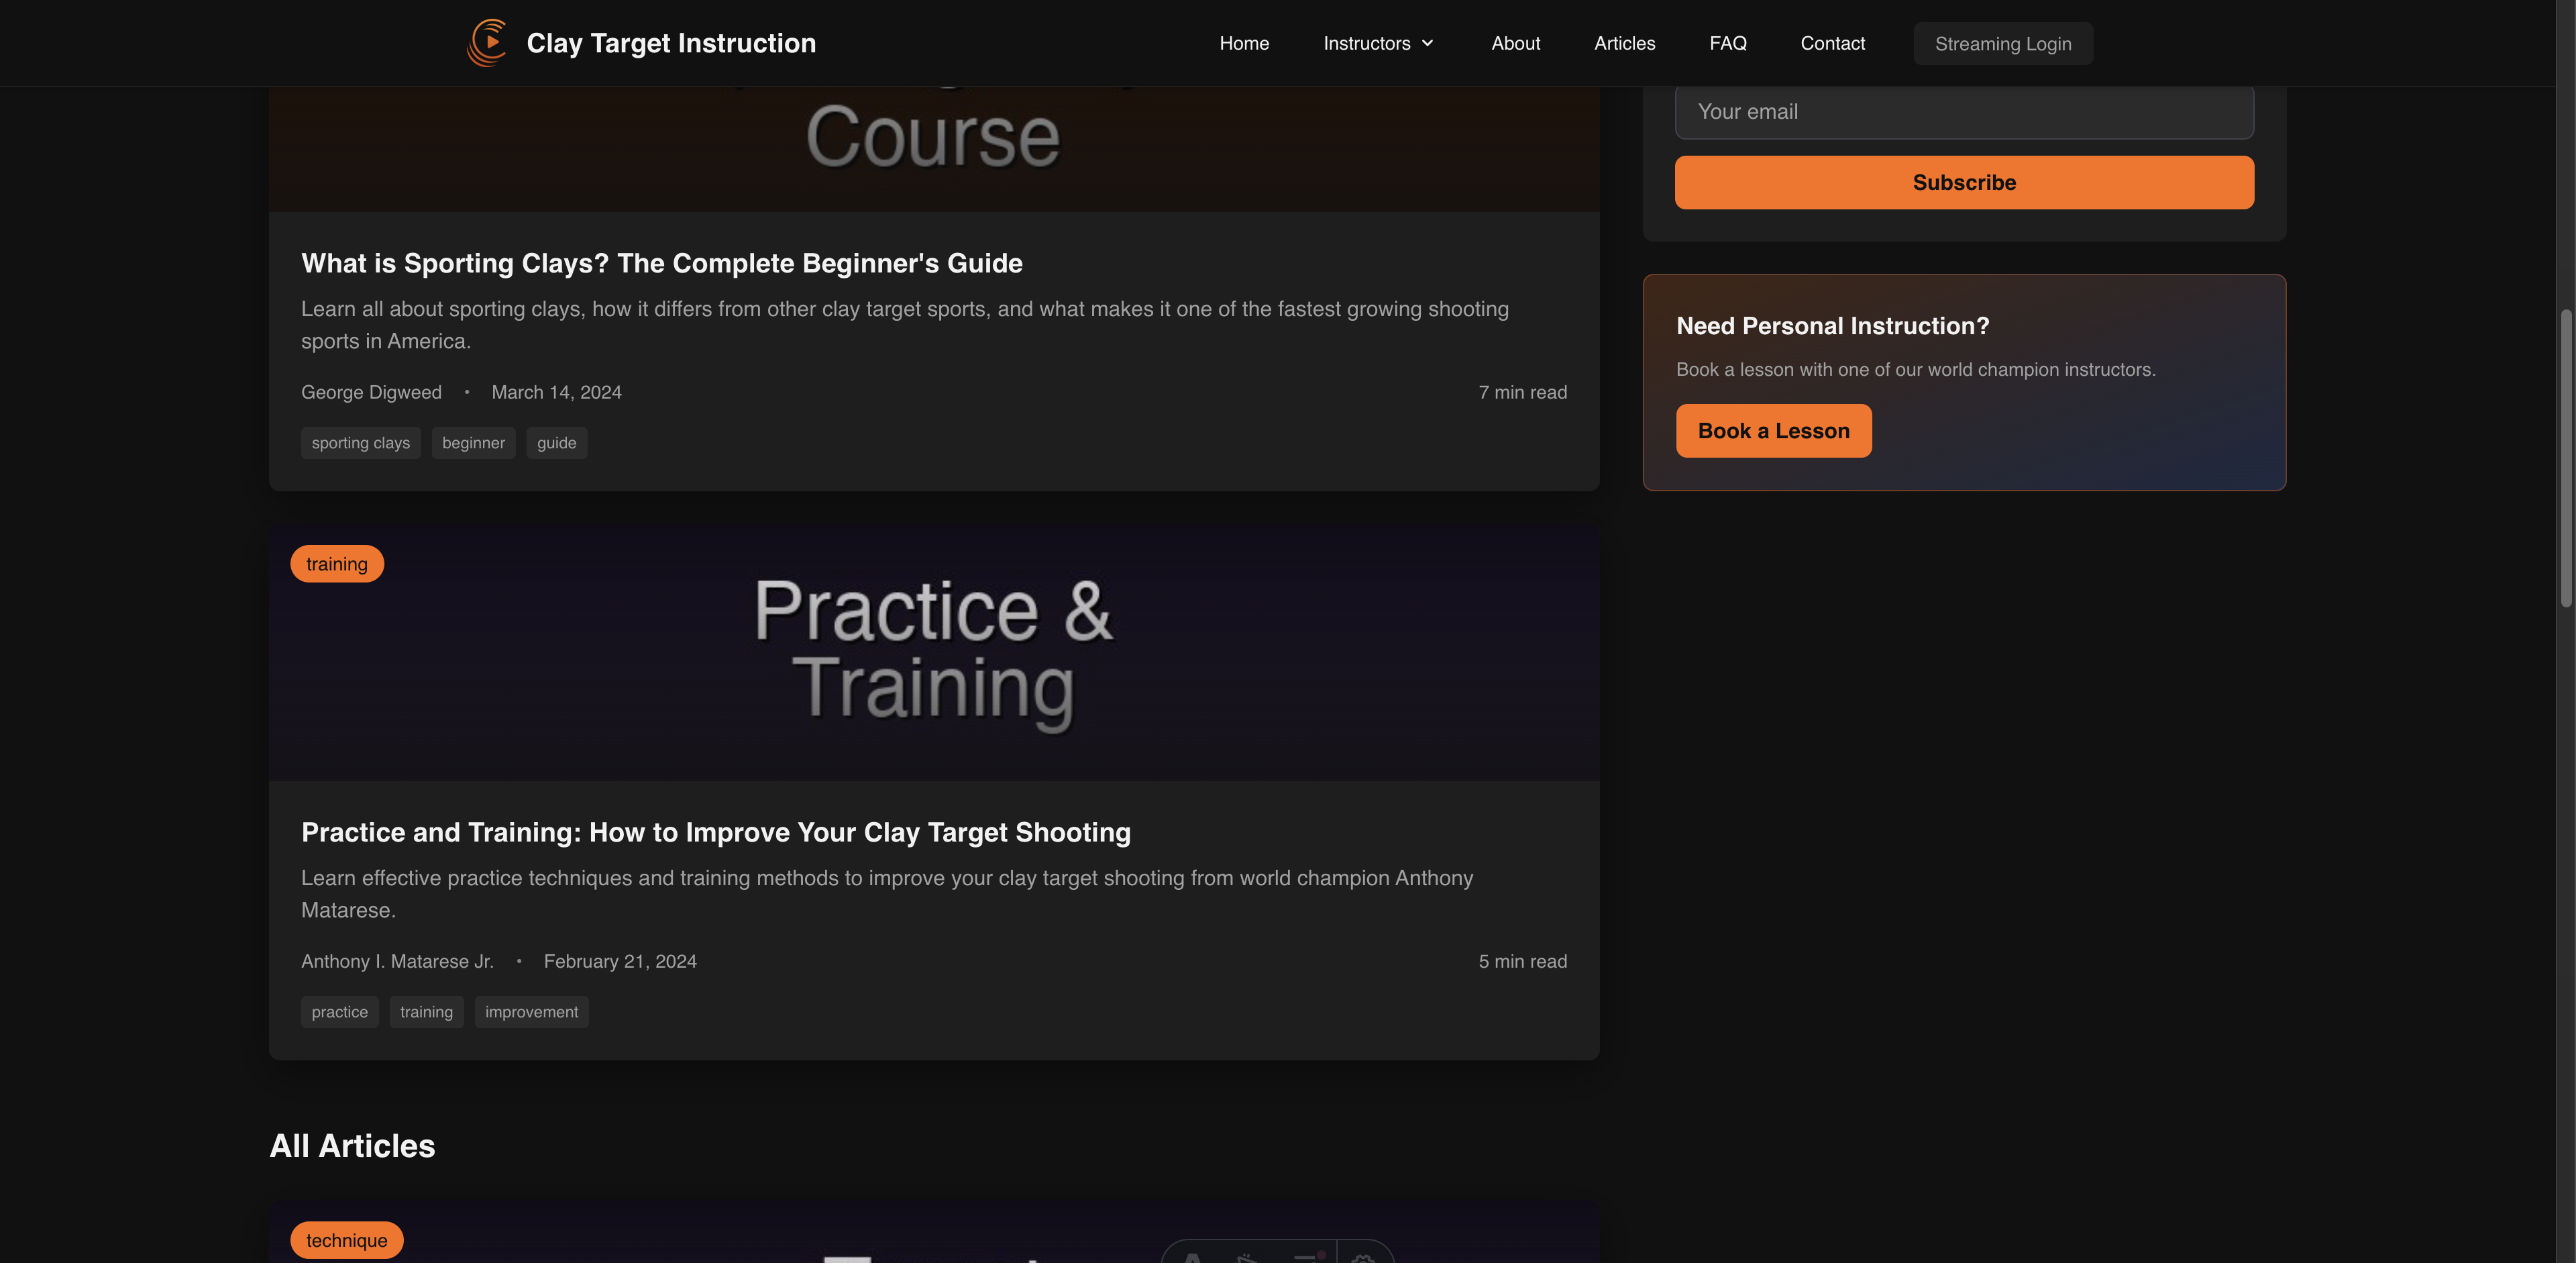 Clay Target Instruction
Home
Instructors
About
Articles
FAQ
Contact
Streaming Login
Course
What is Sporting Clays? The Complete Beginner's Guide
Learn all about sporting clays, how it differs from other clay target sports, and what makes it one of the fastest growing shooting
sports in America.
George Digweed • March 14, 2024
7 min read
sporting clays
beginner
guide
training
Practice &
Training
Practice and Training: How to Improve Your Clay Target Shooting
Learn effective practice techniques and training methods to improve your clay target shooting from world champion Anthony
Matarese.
Anthony I. Matarese Jr. • February 21, 2024
5 min read
practice
training
improvement
All Articles
technique
Your email
Subscribe
Need Personal Instruction?
Book a lesson with one of our world champion instructors.
Book a Lesson